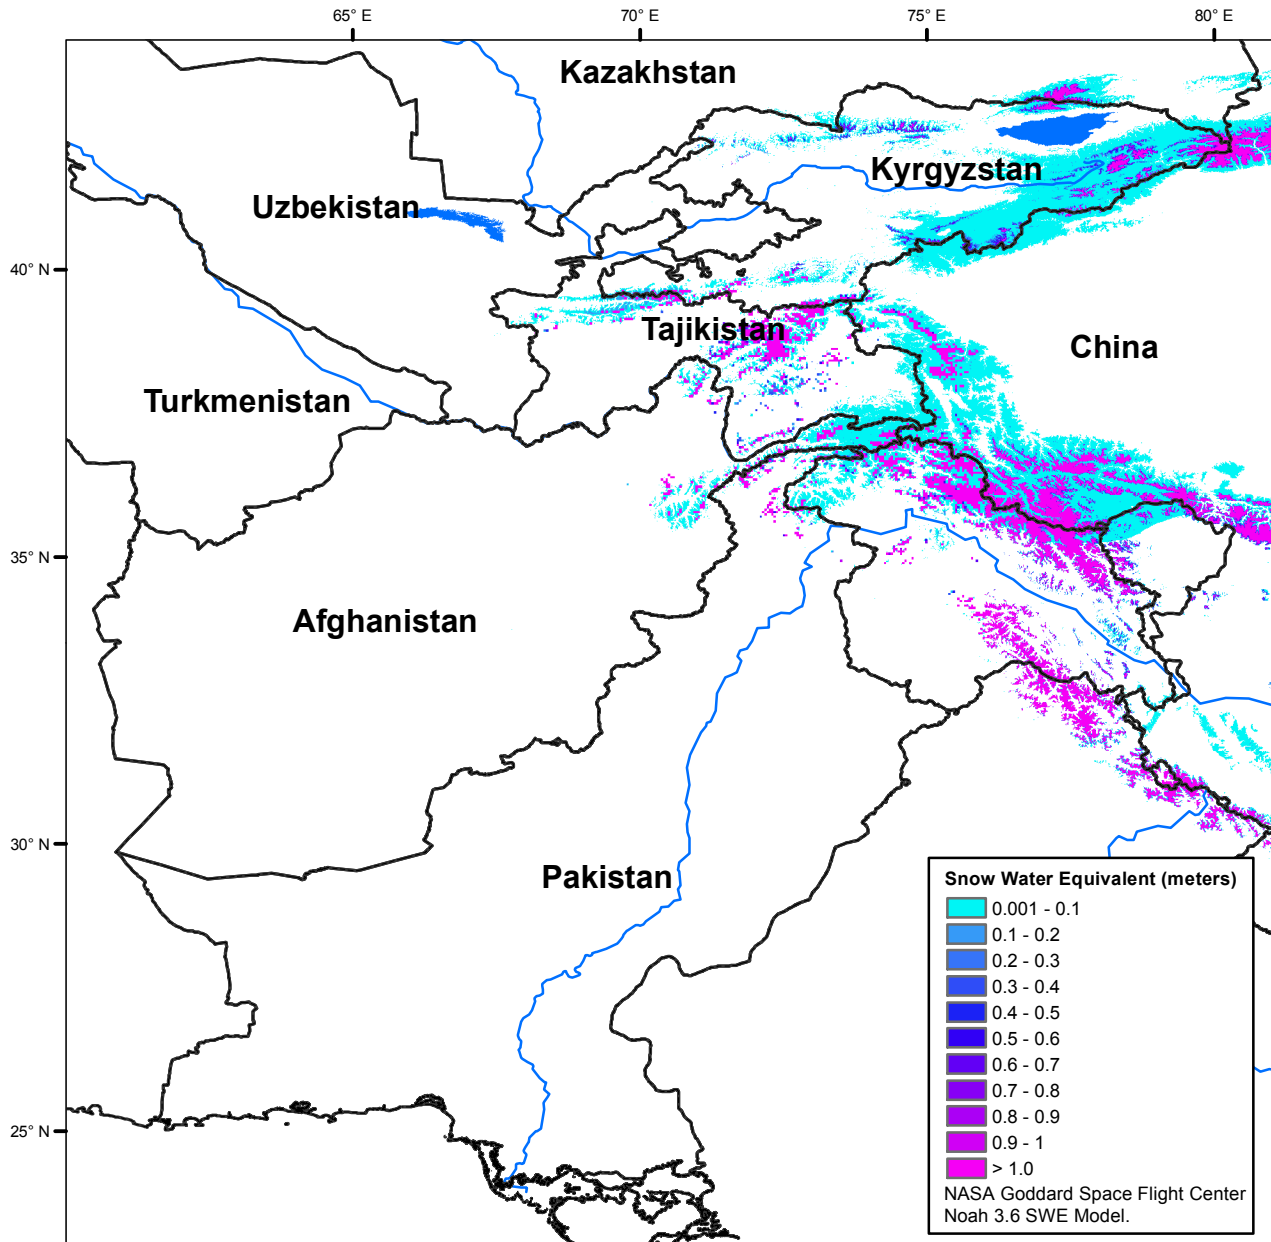 65° E
70° E
75° E
80° E
Kazakhstan
Kyrgyzstan
Uzbekistan
40° N
Tajikistan
China
Turkmenistan
35° N
Afghanistan
30° N
Pakistan
25° N
Snow Water Equivalent (meters)
0.001 - 0.1
0.1 - 0.2
0.2 - 0.3
0.3 - 0.4
0.4 - 0.5
0.5 - 0.6
0.6 - 0.7
0.7 - 0.8
0.8 - 0.9
0.9 - 1
> 1.0
NASA Goddard Space Flight Center
Noah 3.6 SWE Model.